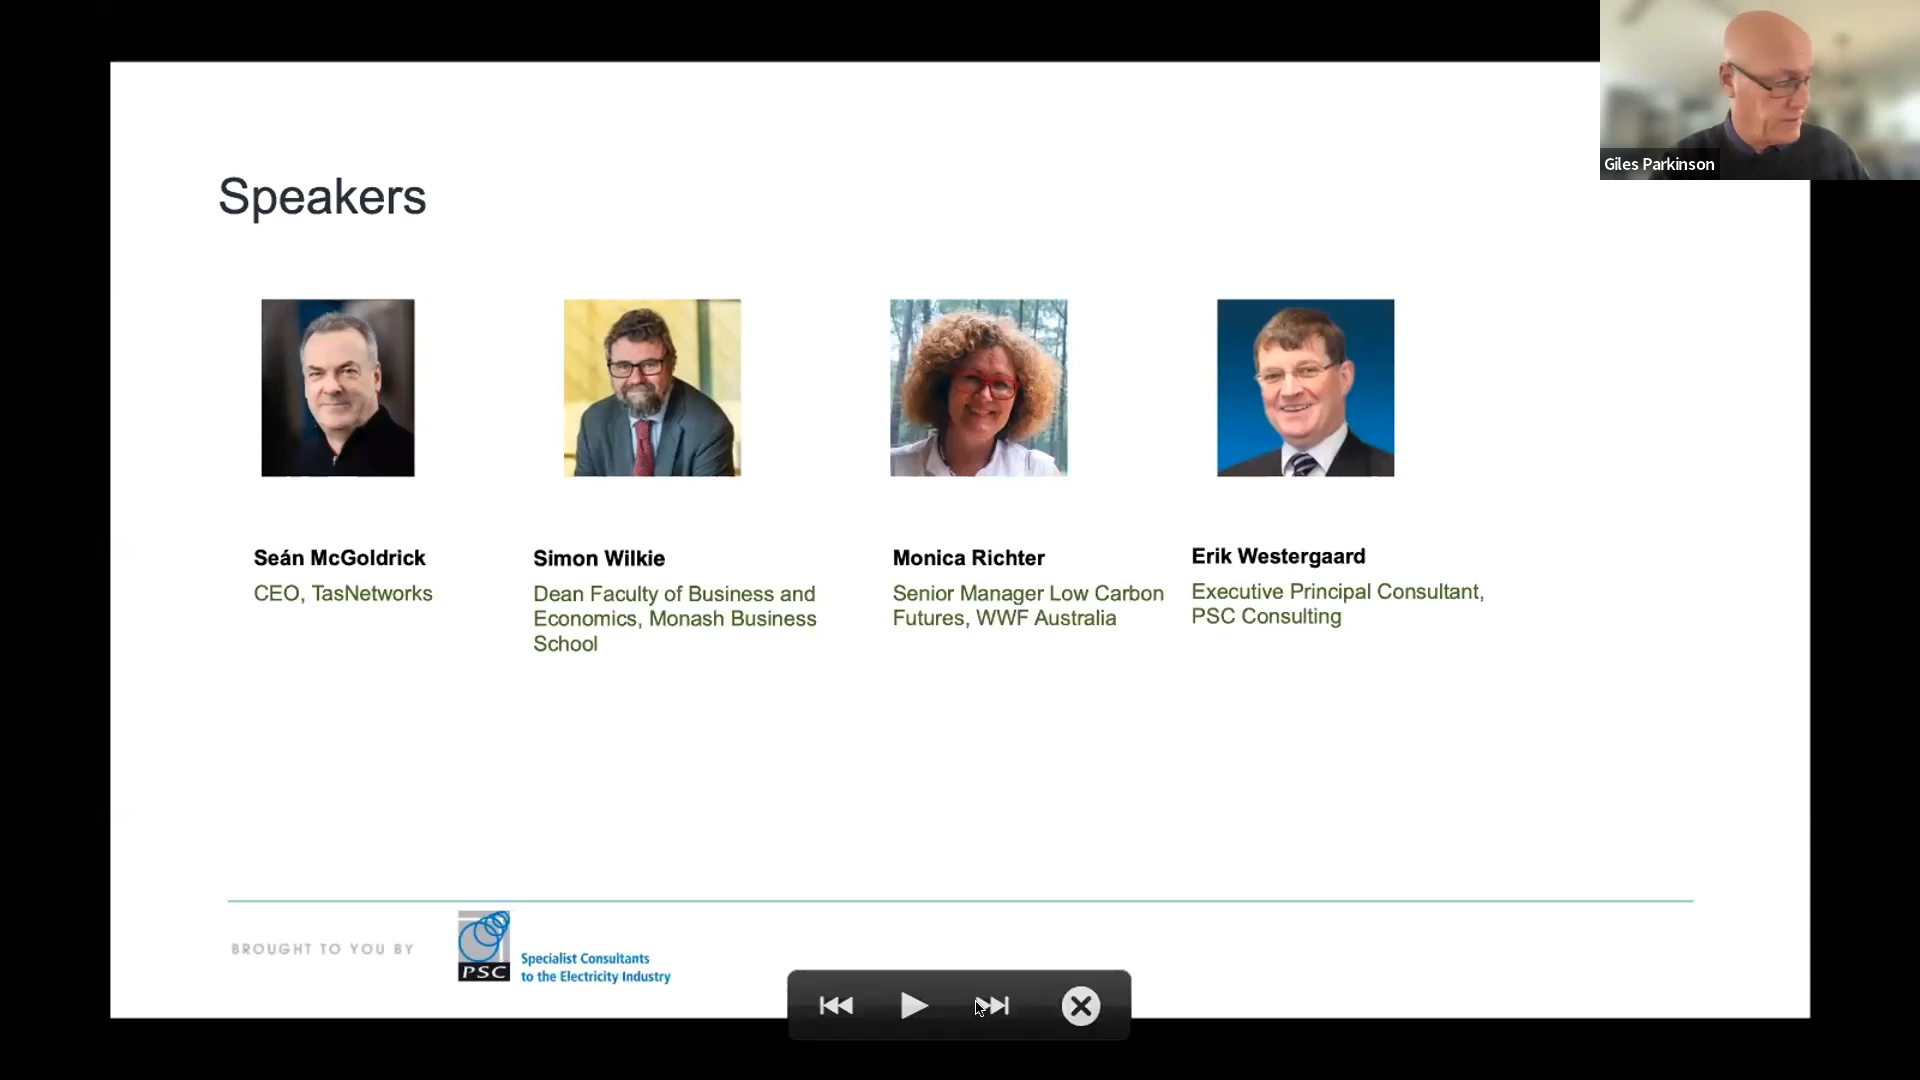 Giles Parkinson
Speakers
Seán McGoldrick
CEO, TasNetworks
Simon Wilkie
Dean Faculty of Business and
Economics, Monash Business
School
Monica Richter
Senior Manager Low Carbon
Futures, WWF Australia
Erik Westergaard
Executive Principal Consultant,
PSC Consulting
BROUGHT TO YOU BY
PSC
Specialist Consultants
to the Electricity Industry